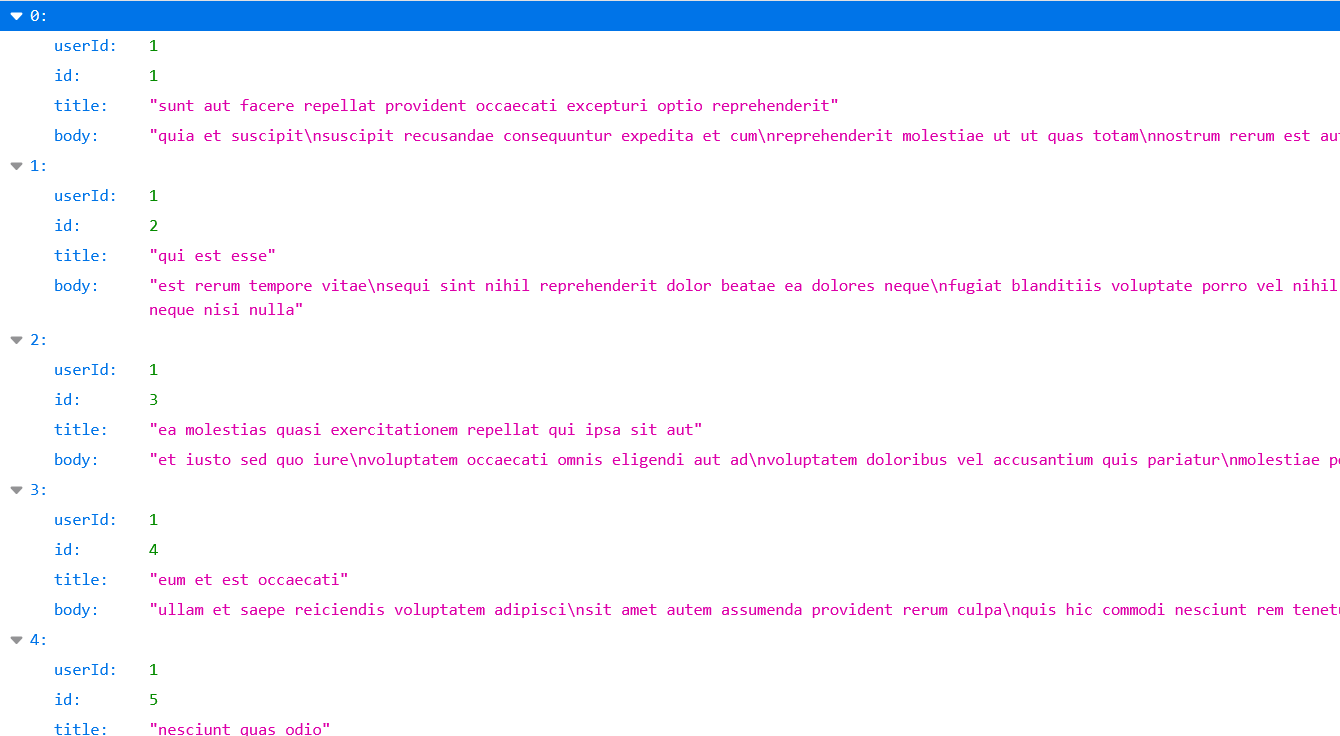 0:
userId: 1
id: 1
title: "sunt aut facere repellat provident occaecati excepturi optio reprehenderit"
body: "quia et suscipit\nsuscipit recusandae consequuntur expedita et cum\nreprehenderit molestiae ut ut quas totam\nnostrum rerum est
1:
userId: 1
id: 2
title: "qui est esse"
body: "est rerum tempore vitae\nsequi sint nihil reprehenderit dolor beatae ea dolores neque\nfugiat blanditiis voluptate porro vel nihil
neque nisi nulla"
2:
userId: 1
id: 3
title: "ea molestias quasi exercitationem repellat qui ipsa sit aut"
body: "et iusto sed quo iure\nvoluptatem occaecati omnis eligendi aut ad\nvoluptatem doloribus vel accusantium quis pariatur\nmolestiae
3:
userId: 1
id: 4
title: "eum et est occaecati"
body: "ullam et saepe reiciendis voluptatem adipisci\nsit amet autem assumenda provident rerum culpa\nquis hic commodi nesciunt rem
4:
userId: 1
id: 5
title: "nesciunt quas odio"